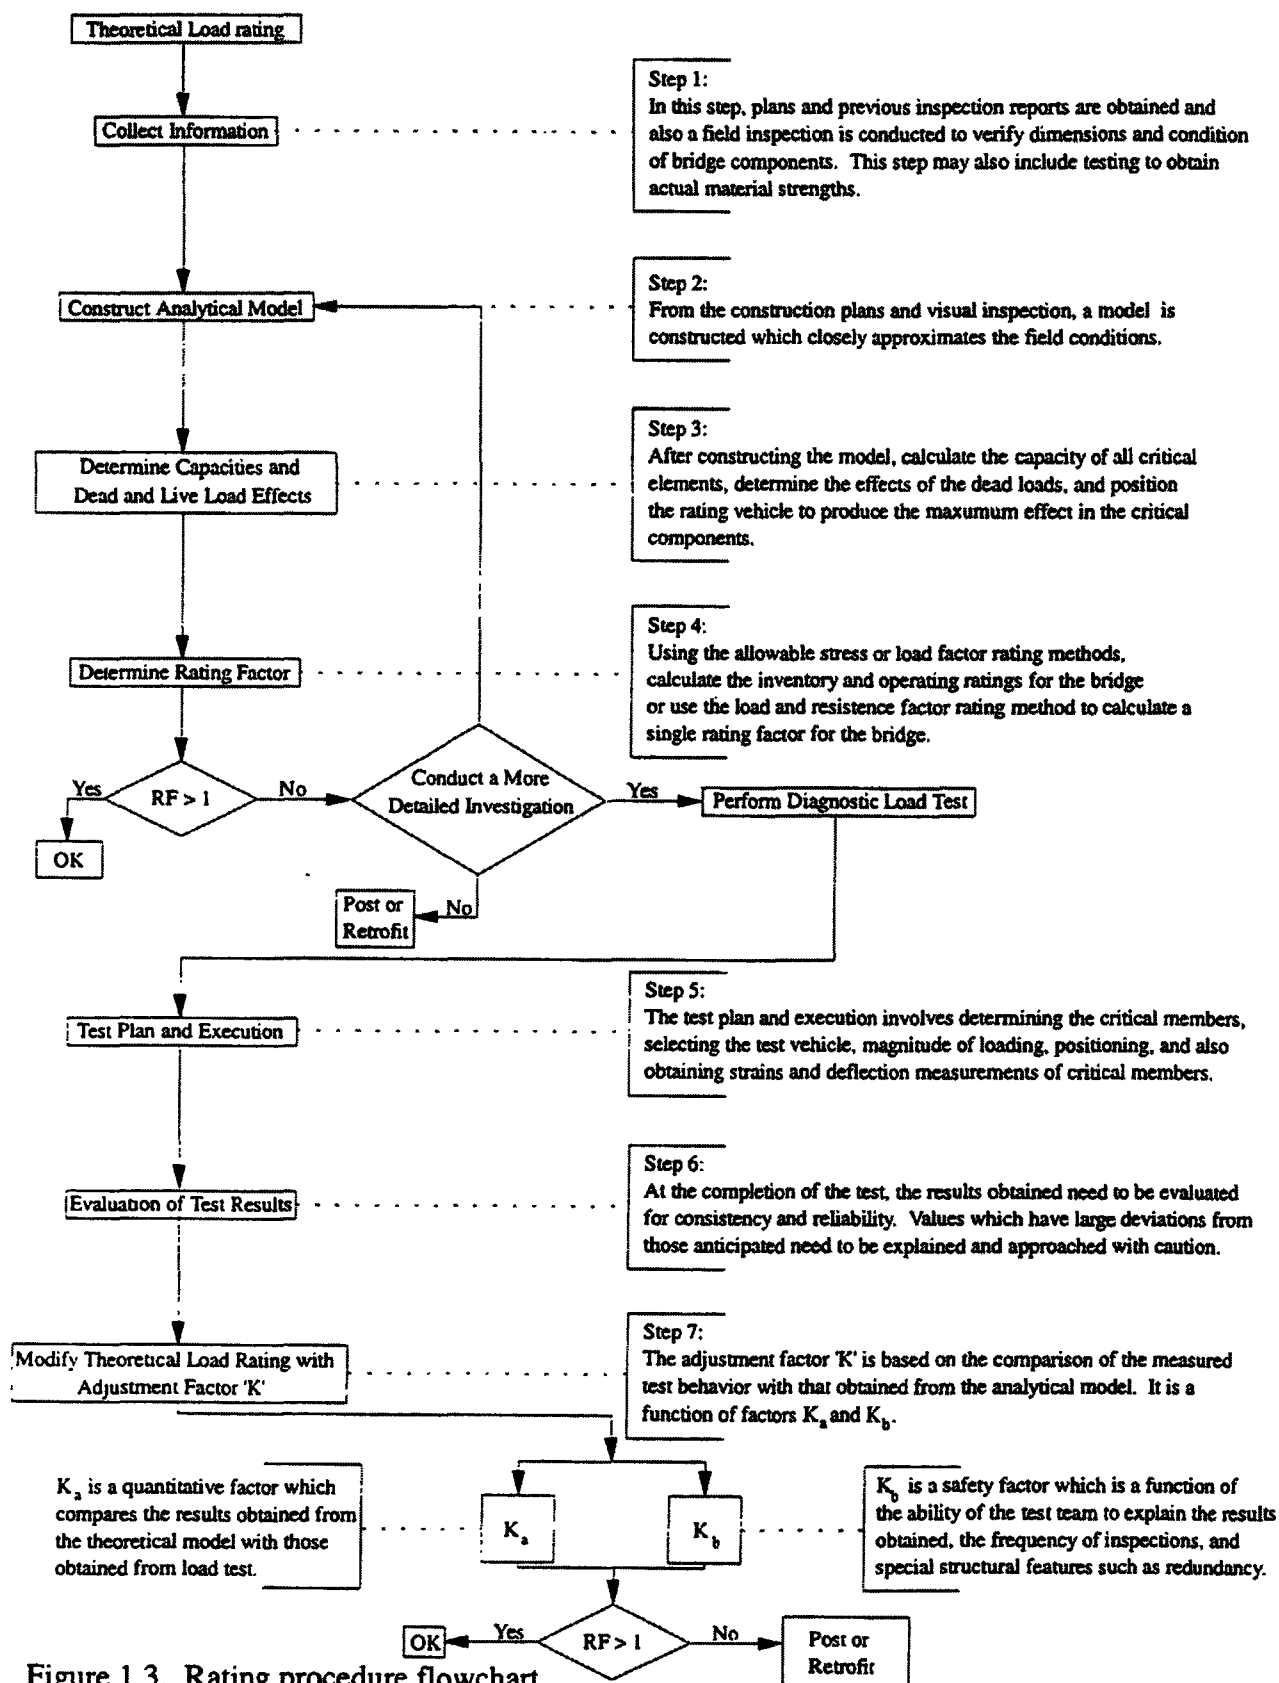 Theoretical Load rating
Collect Information
Step 1:
In this step, plans and previous inspection reports are obtained and
also a field inspection is conducted to verify dimensions and condition
of bridge components. This step may also include testing to obtain
actual material strengths.
Construct Analytical Model
Step 2:
From the construction plans and visual inspection, a model is
constructed which closely approximates the field conditions.
Determine Capacities and
Dead and Live Load Effects
Step 3:
After constructing the model, calculate the capacity of all critical
elements, determine the effects of the dead loads, and position
the rating vehicle to produce the maxumum effect in the critical
components.
Determine Rating Factor
Step 4:
Using the allowable stress or load factor rating methods,
calculate the inventory and operating ratings for the bridge
or use the load and resistence factor rating method to calculate a
single rating factor for the bridge.
Yes
RF > 1
No
Conduct a More
Detailed Investigation
Yes
Perform Diagnostic Load Test
OK
Post or
Retrofit
No
Test Plan and Execution
Step 5:
The test plan and execution involves determining the critical members,
selecting the test vehicle, magnitude of loading, positioning, and also
obtaining strains and deflection measurements of critical members.
Evaluation of Test Results
Step 6:
At the completion of the test, the results obtained need to be evaluated
for consistency and reliability. Values which have large deviations from
those anticipated need to be explained and approached with caution.
Modify Theoretical Load Rating with
Adjustment Factor 'K'
Step 7:
The adjustment factor 'K' is based on the comparison of the measured
test behavior with that obtained from the analytical model. It is a
function of factors Ka and Kb.
Ka is a quantitative factor which
compares the results obtained from
the theoretical model with those
obtained from load test.
Ka
Kb
Kb is a safety factor which is a function of
the ability of the test team to explain the results
obtained, the frequency of inspections, and
special structural features such as redundancy.
OK
Yes
RF > 1
No
Post or
Retrofit
Figure 1.3 Rating procedure flowchart